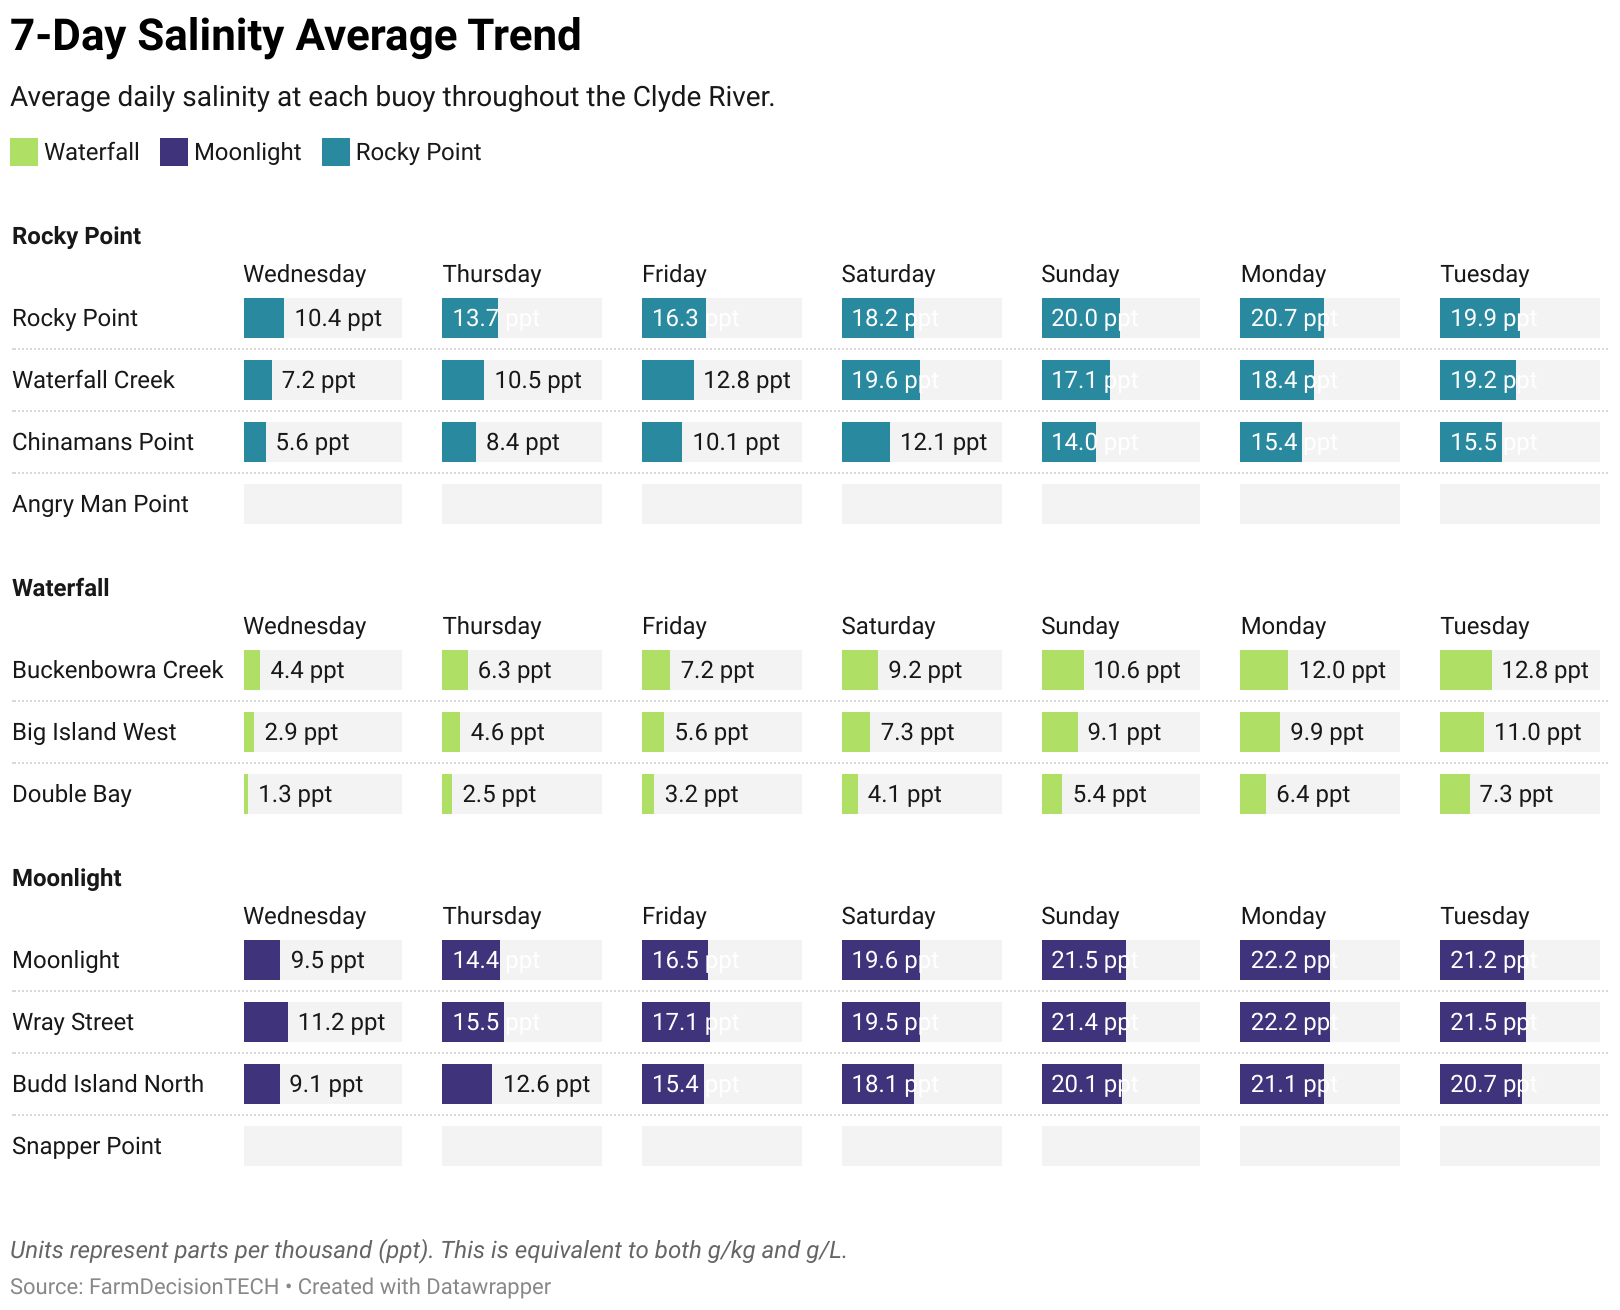 7-Day Salinity Average Trend
Average daily salinity at each buoy throughout the Clyde River.
Waterfall Moonlight Rocky Point
Rocky Point
Wednesday Thursday Friday Saturday Sunday Monday Tuesday
Rocky Point 10.4 ppt 13.7 ppt 16.3 ppt 18.2 ppt 20.0 ppt 20.7 ppt 19.9 ppt
Waterfall Creek 7.2 ppt 10.5 ppt 12.8 ppt 19.6 ppt 17.1 ppt 18.4 ppt 19.2 ppt
Chinamans Point 5.6 ppt 8.4 ppt 10.1 ppt 12.1 ppt 14.0 ppt 15.4 ppt 15.5 ppt
Angry Man Point
Waterfall
Wednesday Thursday Friday Saturday Sunday Monday Tuesday
Buckenbowra Creek 4.4 ppt 6.3 ppt 7.2 ppt 9.2 ppt 10.6 ppt 12.0 ppt 12.8 ppt
Big Island West 2.9 ppt 4.6 ppt 5.6 ppt 7.3 ppt 9.1 ppt 9.9 ppt 11.0 ppt
Double Bay 1.3 ppt 2.5 ppt 3.2 ppt 4.1 ppt 5.4 ppt 6.4 ppt 7.3 ppt
Moonlight
Wednesday Thursday Friday Saturday Sunday Monday Tuesday
Moonlight 9.5 ppt 14.4 ppt 16.5 ppt 19.6 ppt 21.5 ppt 22.2 ppt 21.2 ppt
Wray Street 11.2 ppt 15.5 ppt 17.1 ppt 19.5 ppt 21.4 ppt 22.2 ppt 21.5 ppt
Budd Island North 9.1 ppt 12.6 ppt 15.4 ppt 18.1 ppt 20.1 ppt 21.1 ppt 20.7 ppt
Snapper Point
Units represent parts per thousand (ppt). This is equivalent to both g/kg and g/L.
Source: FarmDecisionTECH • Created with Datawrapper